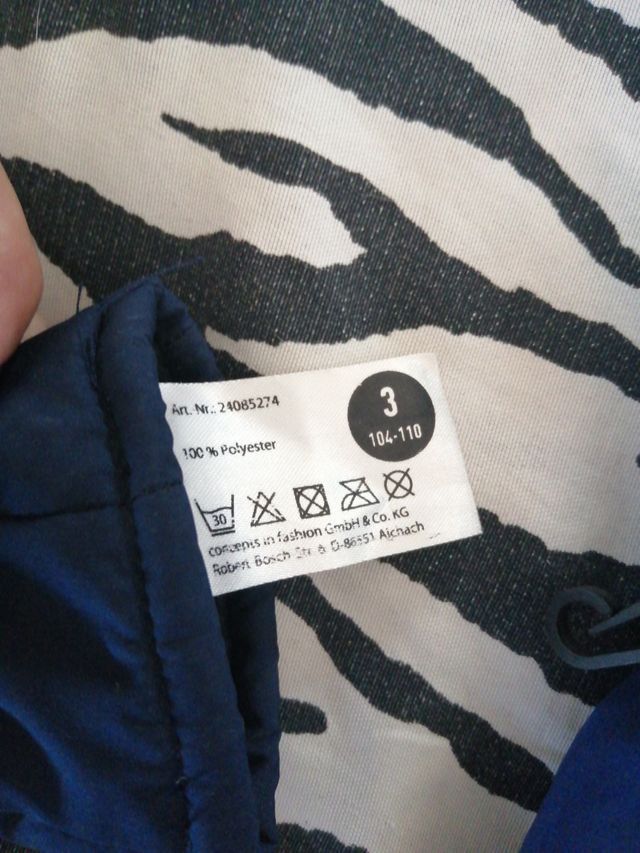 Art.-Nr.: 24085274
3
104-110
100 % Polyester
30
concepts in fashion GmbH & Co. KG
Robert Bosch Str. D-86551 Aichach